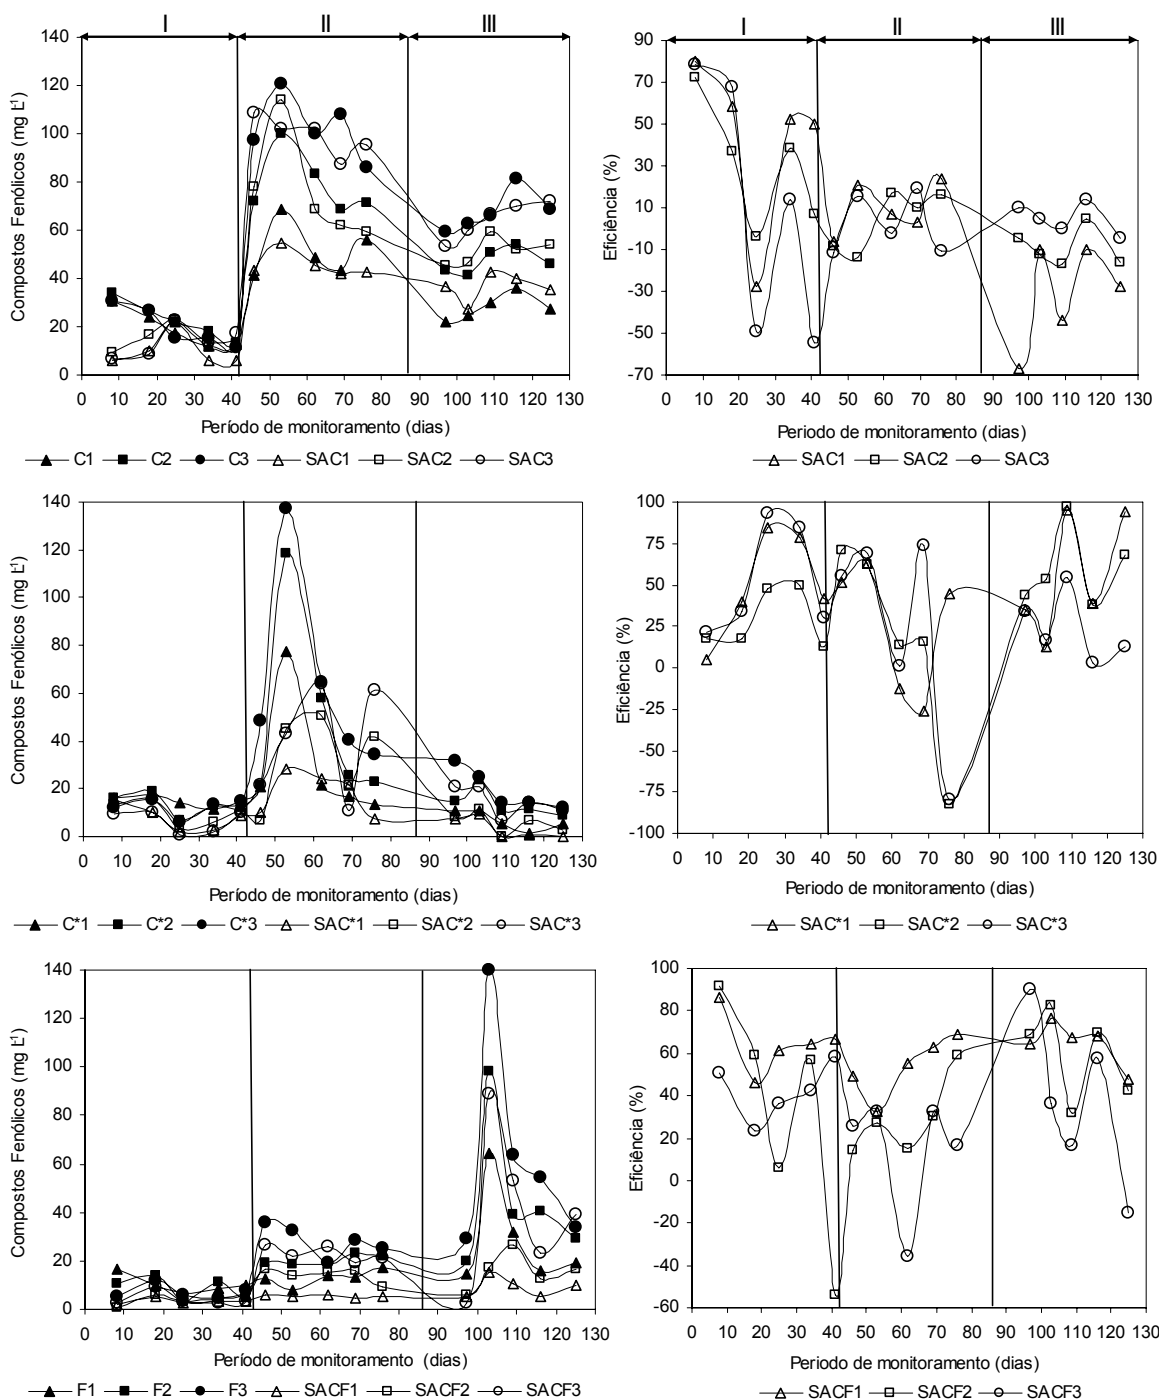 I II III
140
120
100
80
60
40
20
0
Compostos Fenólicos (mg L-1)
0 10 20 30 40 50 60 70 80 90 100 110 120 130
Período de monitoramento (dias)
C1 C2 C3 SAC1 SAC2 SAC3
I II III
90
70
50
30
10
-10
-30
-50
-70
Eficiência (%)
0 10 20 30 40 50 60 70 80 90 100 110 120 130
Periodo de monitoramento (dias)
SAC1 SAC2 SAC3
140
120
100
80
60
40
20
0
Compostos Fenólicos (mg L-1)
0 10 20 30 40 50 60 70 80 90 100 110 120 130
Período de monitoramento (dias)
C*1 C*2 C*3 SAC*1 SAC*2 SAC*3
100
75
50
25
0
-25
-50
-75
-100
Eficiência (%)
0 10 20 30 40 50 60 70 80 90 100 110 120 130
Periodo de monitoramento (dias)
SAC*1 SAC*2 SAC*3
140
120
100
80
60
40
20
0
Compostos Fenólicos (mg L-1)
0 10 20 30 40 50 60 70 80 90 100 110 120 130
Período de monitoramento (dias)
F1 F2 F3 SACF1 SACF2 SACF3
100
80
60
40
20
0
-20
-40
-60
Eficiência (%)
0 10 20 30 40 50 60 70 80 90 100 110 120 130
Periodo de monitoramento (dias)
SACF1 SACF2 SACF3